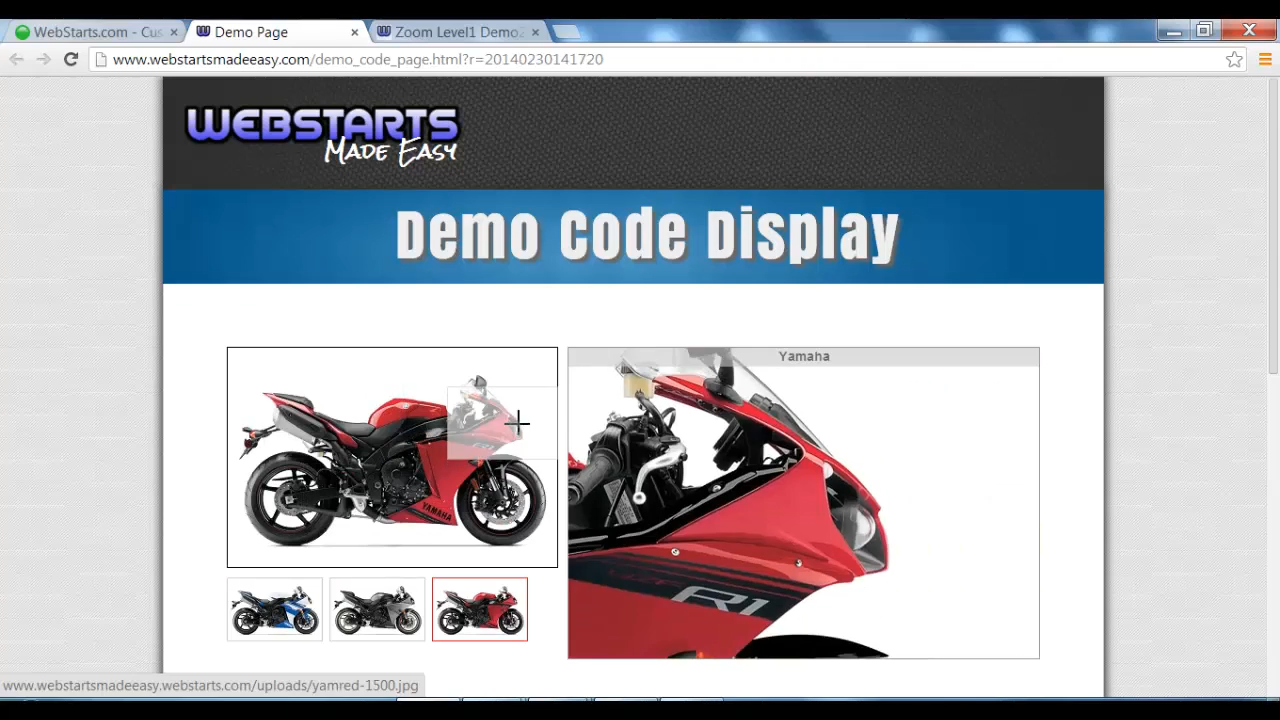 WebStarts.com - Cus
Demo Page
Zoom Level1 Demo2
www.webstartsmadeeasy.com/demo_code_page.html?r=20140230141720
WEBSTARTS
Made Easy
Demo Code Display
Yamaha
YAMAHA
R1
www.webstartsmadeeasy.webstarts.com/uploads/yamred-1500.jpg